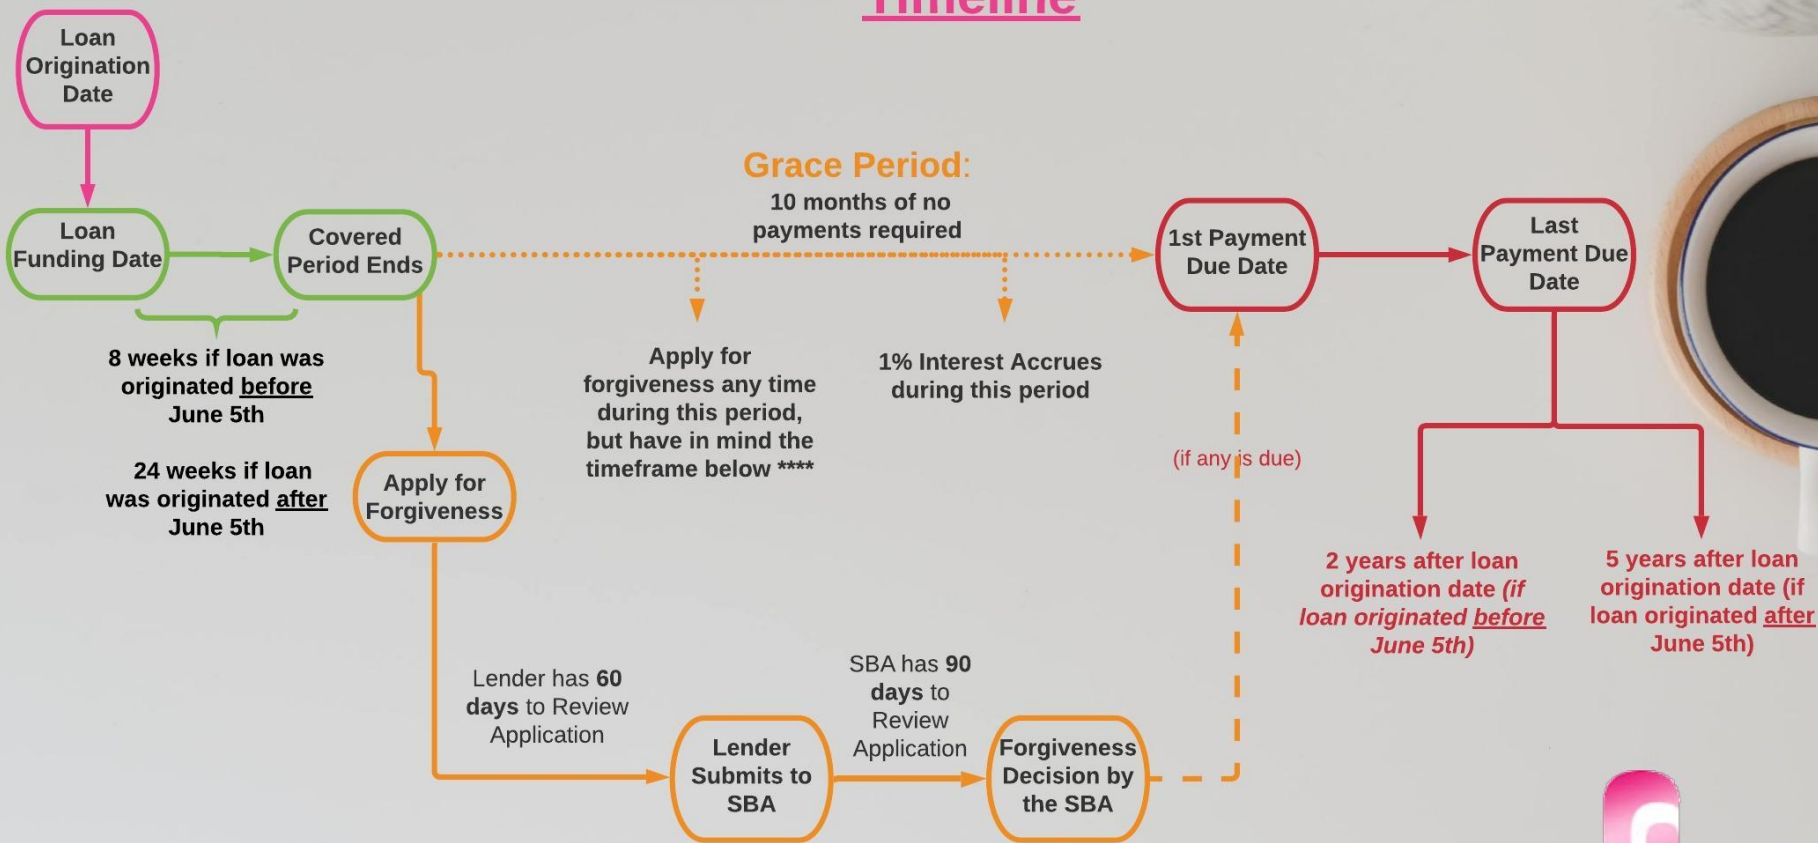 Timeline
Loan
Origination
Date
Loan
Funding Date
Covered
Period Ends
Grace Period:
10 months of no
payments required
1st Payment
Due Date
Last
Payment Due
Date
8 weeks if loan was
originated before
June 5th
24 weeks if loan
was originated after
June 5th
Apply for
forgiveness any time
during this period,
but have in mind the
timeframe below ****
1% Interest Accrues
during this period
(if any is due)
Apply for
Forgiveness
2 years after loan
origination date (if
loan originated before
June 5th)
5 years after loan
origination date (if
loan originated after
June 5th)
Lender has 60
days to Review
Application
SBA has 90
days to
Review
Application
Lender
Submits to
SBA
Forgiveness
Decision by
the SBA